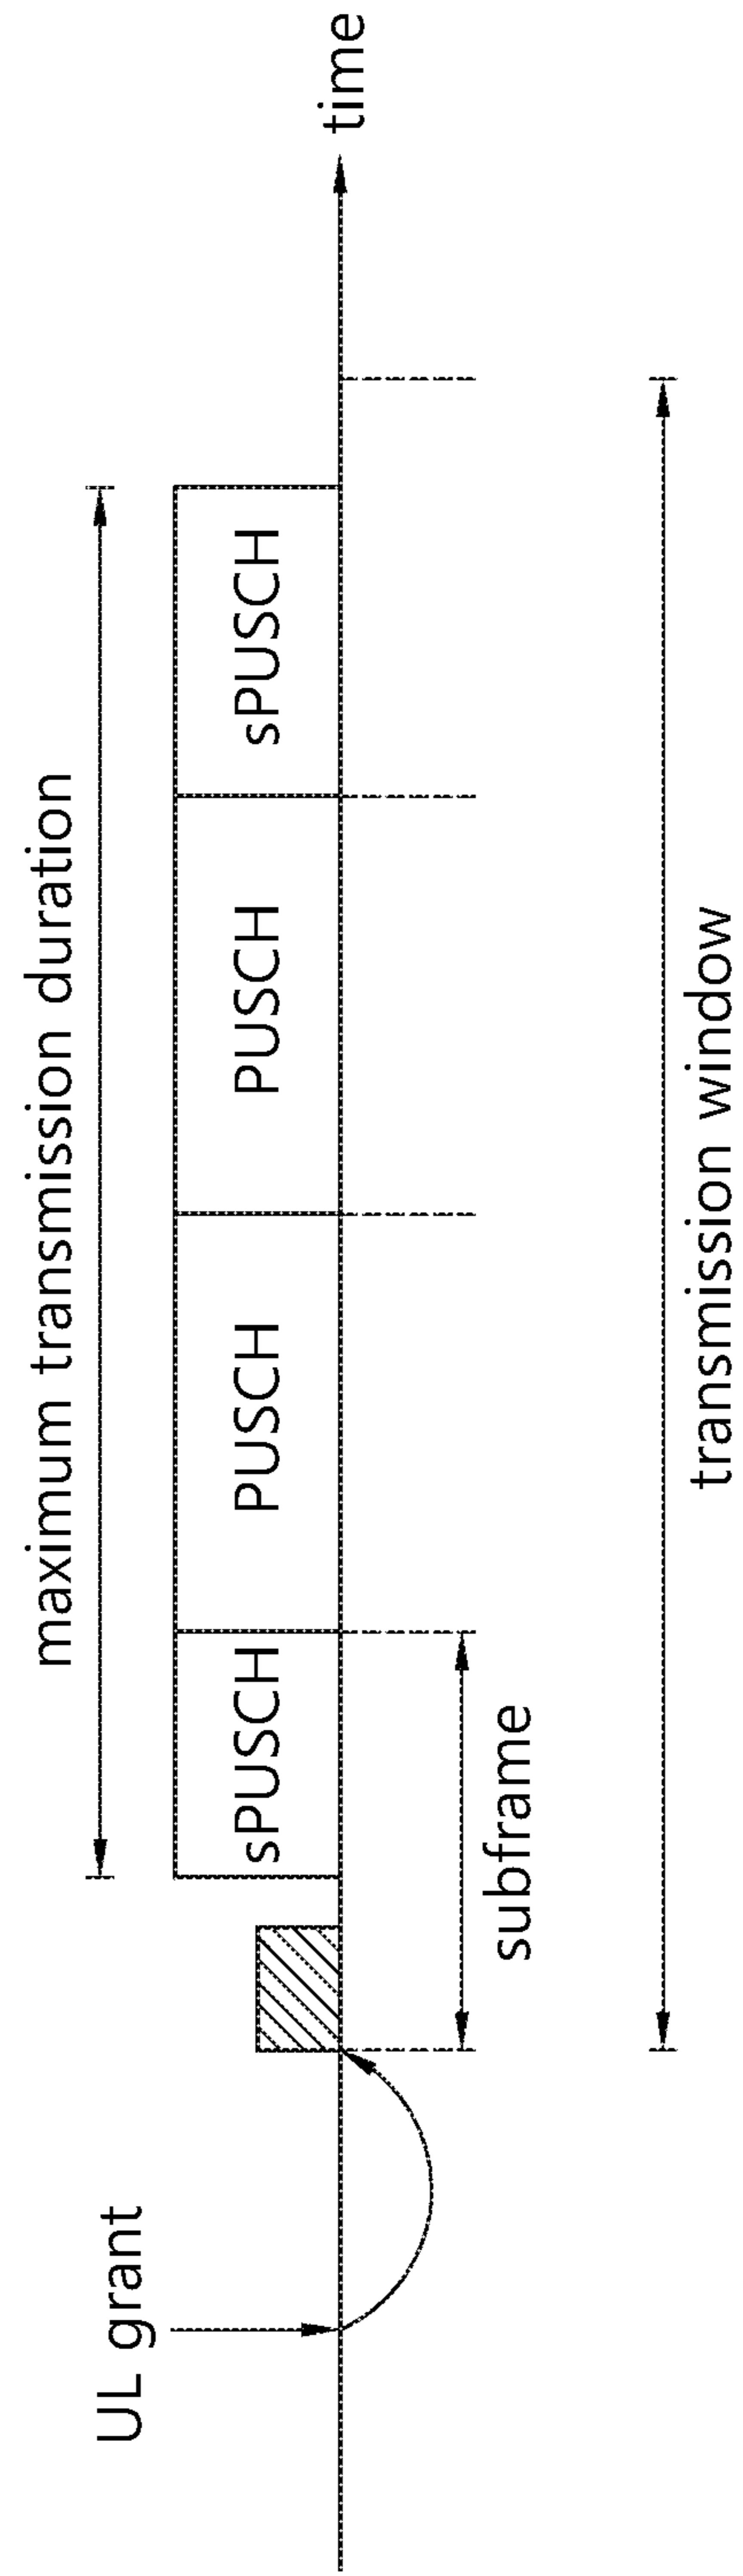 maximum transmission duration
UL grant
sPUSCH
PUSCH
PUSCH
sPUSCH
time
subframe
transmission window